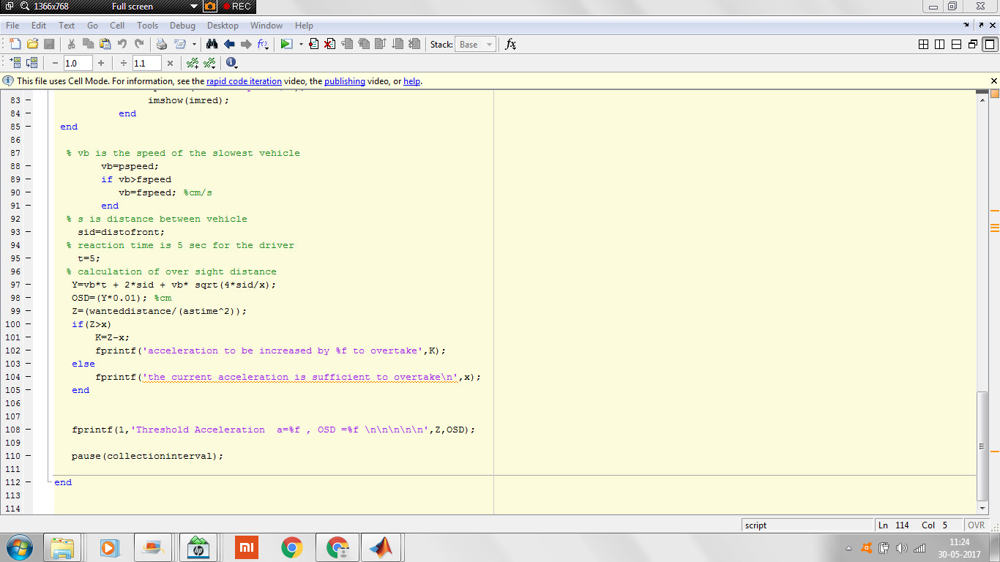 1366x768 Full screen REC
File Edit Text Go Cell Tools Debug Desktop Window Help
Stack: Base fx
− 1.0 + ÷ 1.1 ×
This file uses Cell Mode. For information, see the rapid code iteration video, the publishing video, or help.
83 − imshow(imred);
84 − end
85 − end
86
87 % vb is the speed of the slowest vehicle
88 − vb=pspeed;
89 − if vb>fspeed
90 − vb=fspeed; %cm/s
91 − end
92 % s is distance between vehicle
93 − sid=distofront;
94 % reaction time is 5 sec for the driver
95 − t=5;
96 % calculation of over sight distance
97 − Y=vb*t + 2*sid + vb* sqrt(4*sid/x);
98 − OSD=(Y*0.01); %cm
99 − Z=(wanteddistance/(astime^2));
100 − if(Z>x)
101 − K=Z-x;
102 − fprintf('acceleration to be increased by %f to overtake',K);
103 − else
104 − fprintf('the current acceleration is sufficient to overtake\n',x);
105 − end
106
107
108 − fprintf(1,'Threshold Acceleration  a=%f , OSD =%f \n\n\n\n\n',Z,OSD);
109
110 − pause(collectioninterval);
111
112 − end
113
114
script Ln 114 Col 5 OVR
hp mi
11:24
30-05-2017